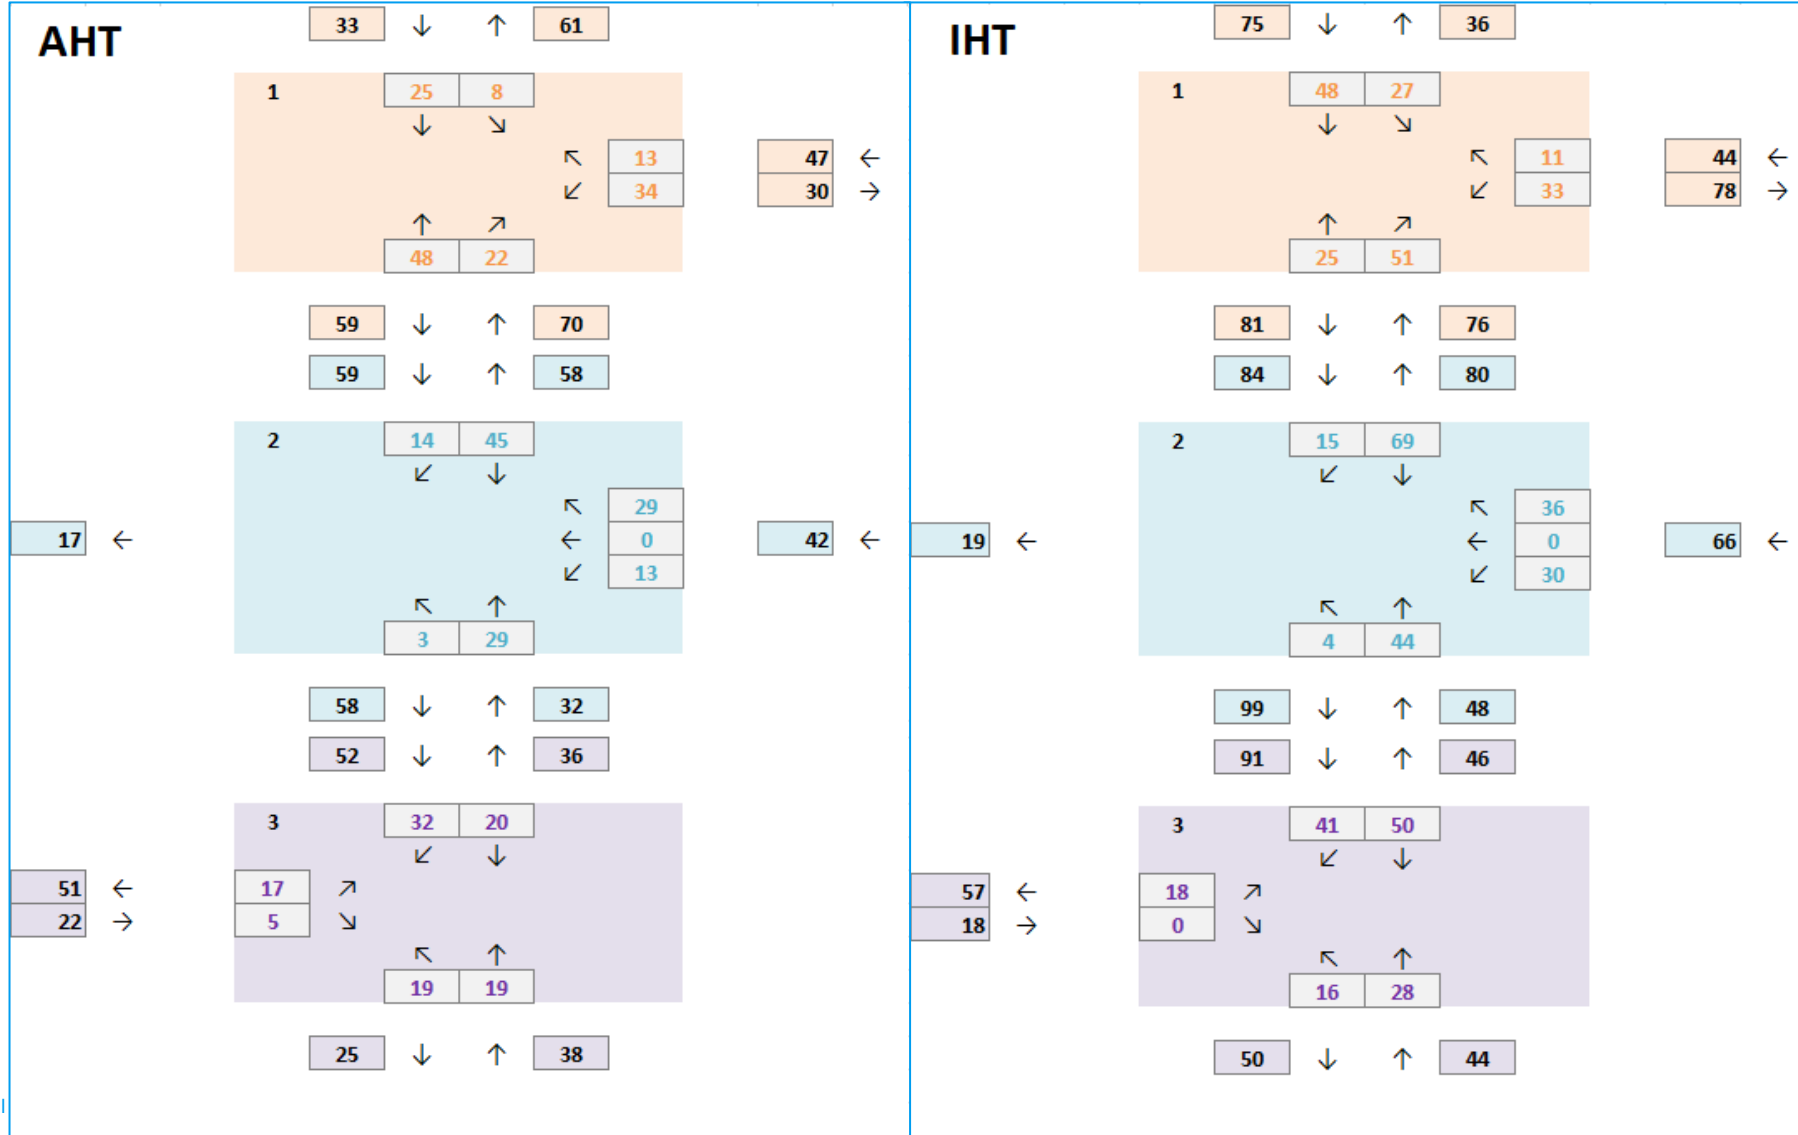 AHT
33 ↓ ↑ 61
1 25 8
↓ ↘
↖ 13 47 ←
↙ 34 30 →
↑ ↗
48 22
59 ↓ ↑ 70
59 ↓ ↑ 58
2 14 45
↙ ↓
↖ 29
17 ← ← 0 42 ←
↙ 13
↖ ↑
3 29
58 ↓ ↑ 32
52 ↓ ↑ 36
3 32 20
↙ ↓
51 ← 17 ↗
22 → 5 ↘
↖ ↑
19 19
25 ↓ ↑ 38
IHT
75 ↓ ↑ 36
1 48 27
↓ ↘
↖ 11 44 ←
↙ 33 78 →
↑ ↗
25 51
81 ↓ ↑ 76
84 ↓ ↑ 80
2 15 69
↙ ↓
↖ 36
19 ← ← 0 66 ←
↙ 30
↖ ↑
4 44
99 ↓ ↑ 48
91 ↓ ↑ 46
3 41 50
↙ ↓
57 ← 18 ↗
18 → 0 ↘
↖ ↑
16 28
50 ↓ ↑ 44